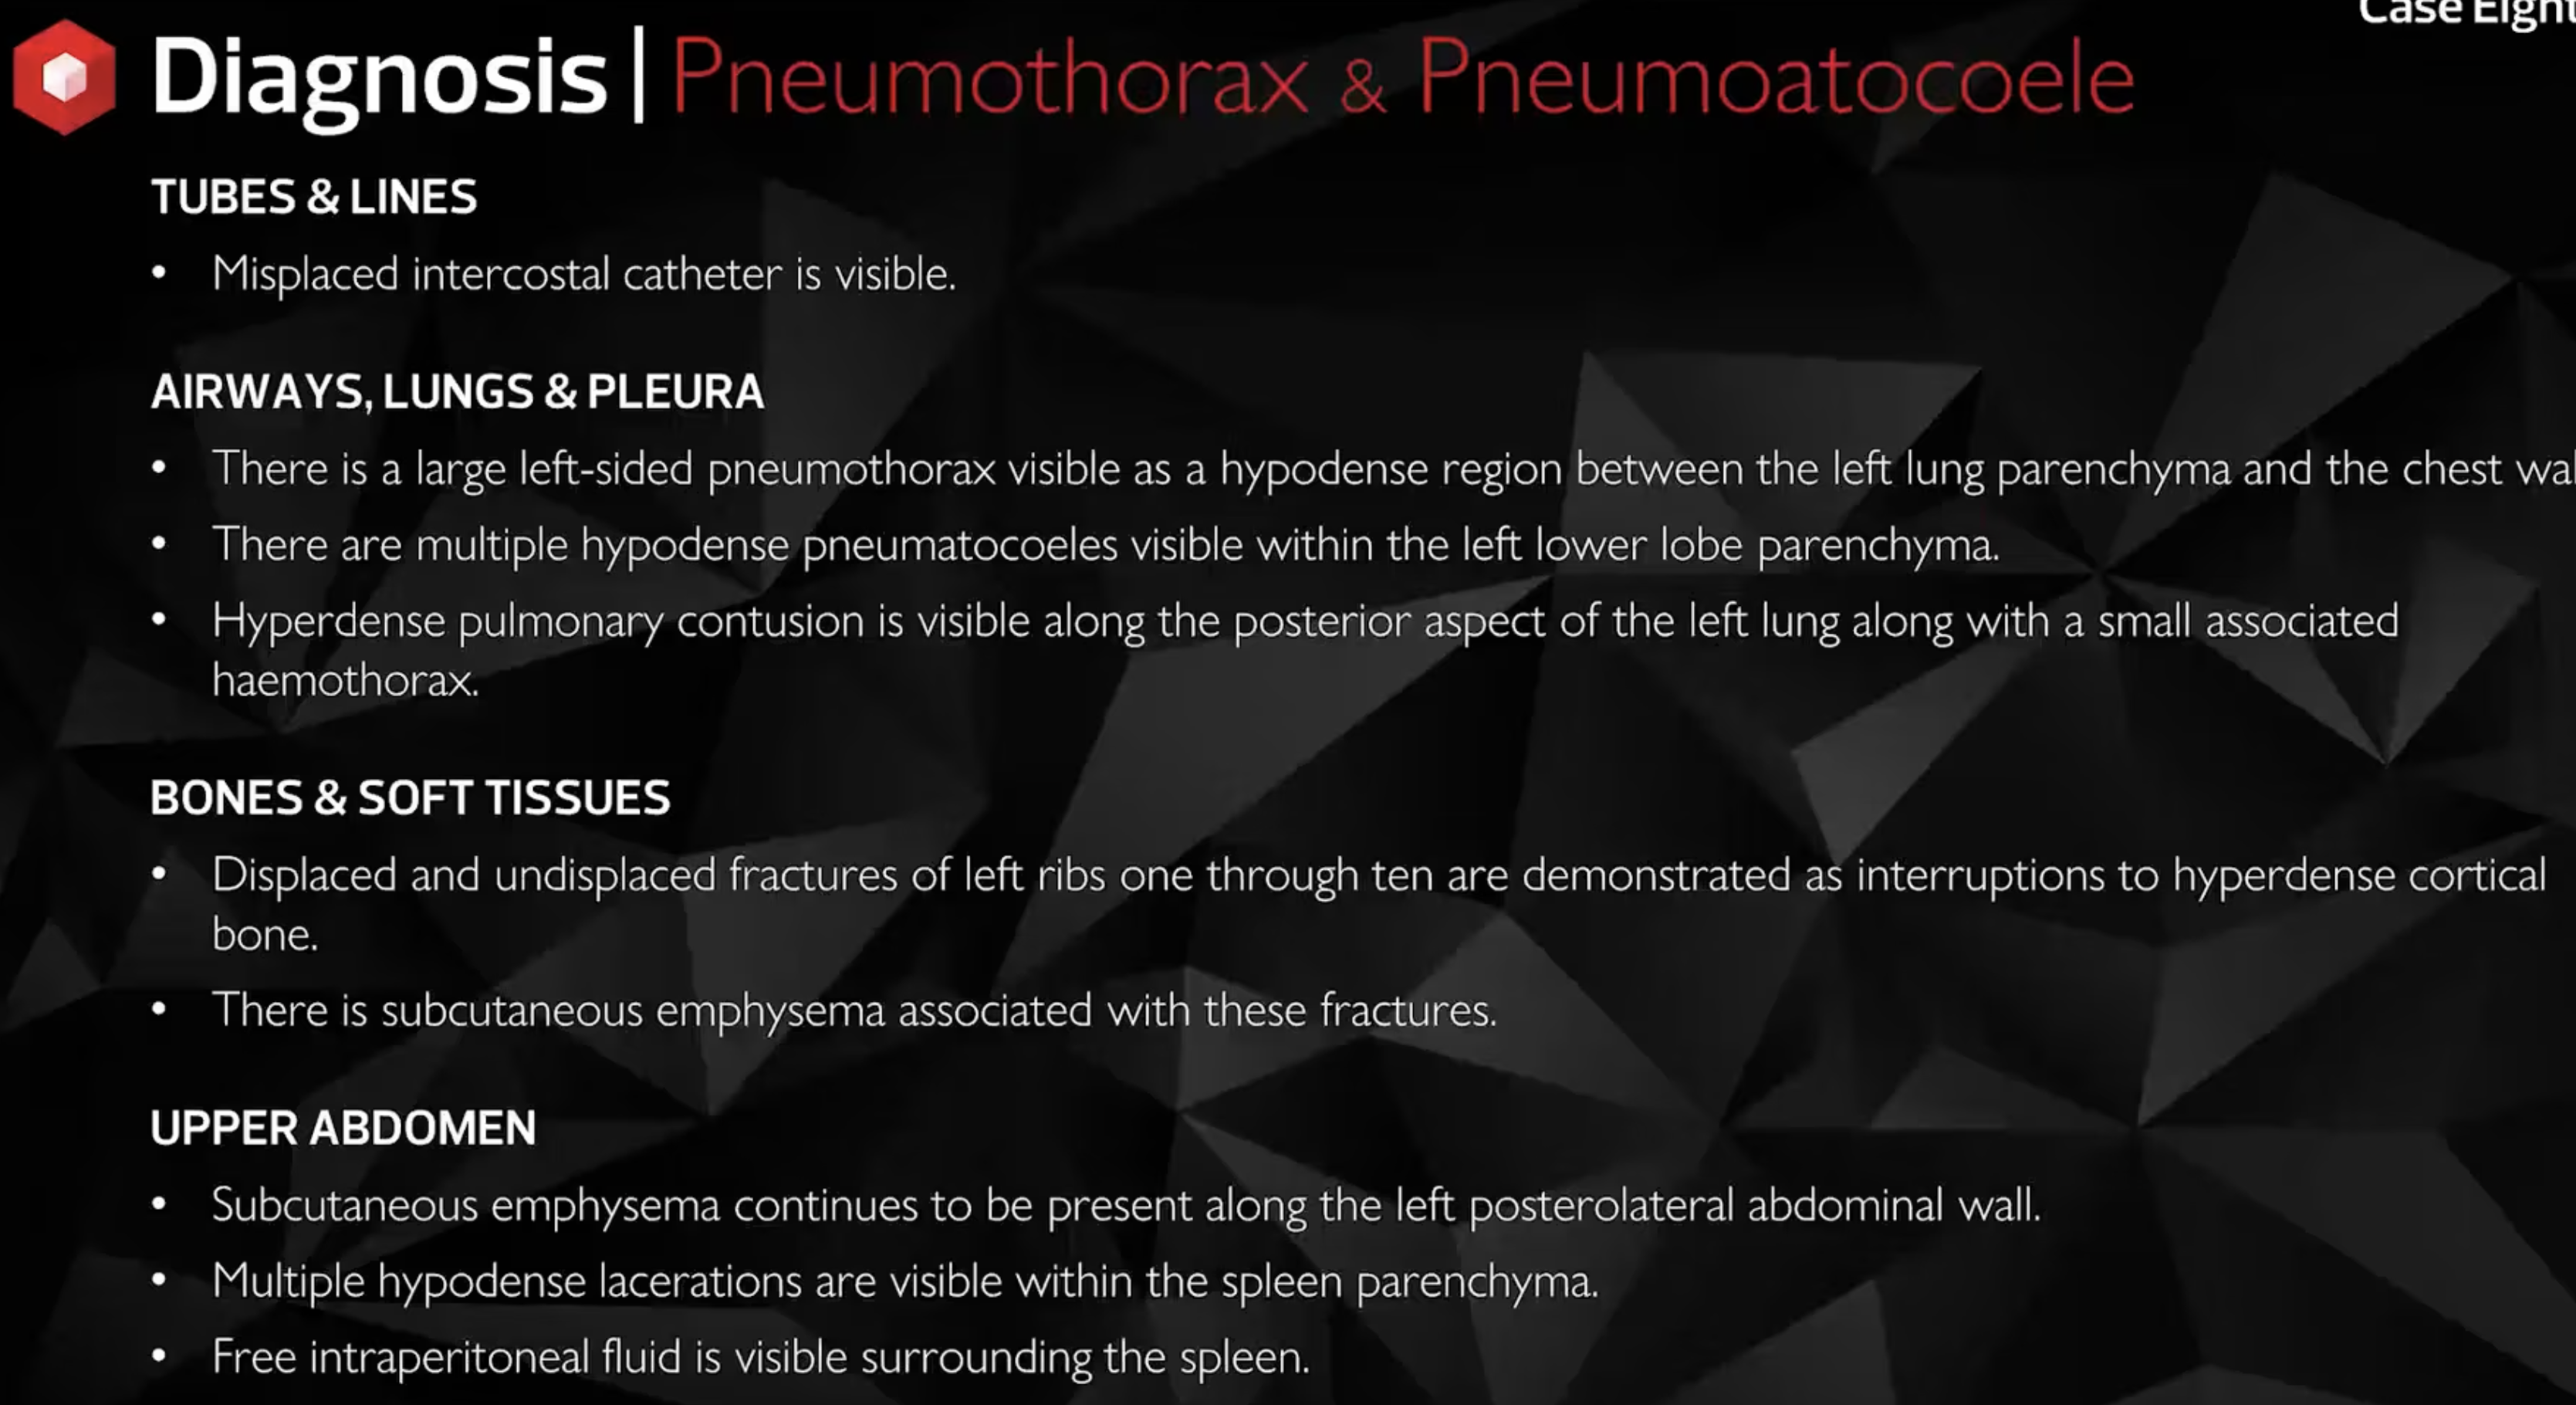 Case Eight
Diagnosis | Pneumothorax & Pneumoatocoele
TUBES & LINES
• Misplaced intercostal catheter is visible.
AIRWAYS, LUNGS & PLEURA
• There is a large left-sided pneumothorax visible as a hypodense region between the left lung parenchyma and the chest wal
• There are multiple hypodense pneumatocoeles visible within the left lower lobe parenchyma.
• Hyperdense pulmonary contusion is visible along the posterior aspect of the left lung along with a small associated
haemothorax.
BONES & SOFT TISSUES
• Displaced and undisplaced fractures of left ribs one through ten are demonstrated as interruptions to hyperdense cortical
bone.
• There is subcutaneous emphysema associated with these fractures.
UPPER ABDOMEN
• Subcutaneous emphysema continues to be present along the left posterolateral abdominal wall.
• Multiple hypodense lacerations are visible within the spleen parenchyma.
• Free intraperitoneal fluid is visible surrounding the spleen.